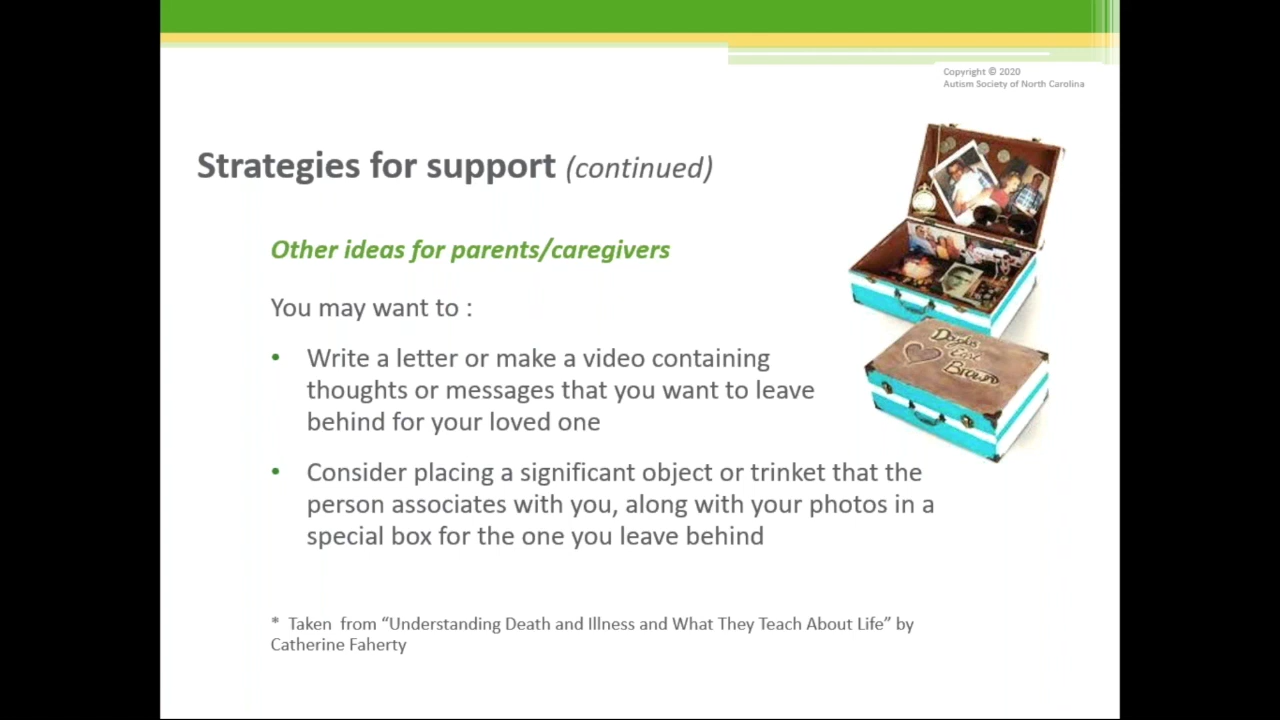 Copyright © 2020
Autism Society of North Carolina
Strategies for support (continued)
Other ideas for parents/caregivers
You may want to :
• Write a letter or make a video containing
thoughts or messages that you want to leave
behind for your loved one
• Consider placing a significant object or trinket that the
person associates with you, along with your photos in a
special box for the one you leave behind
* Taken from “Understanding Death and Illness and What They Teach About Life” by
Catherine Faherty